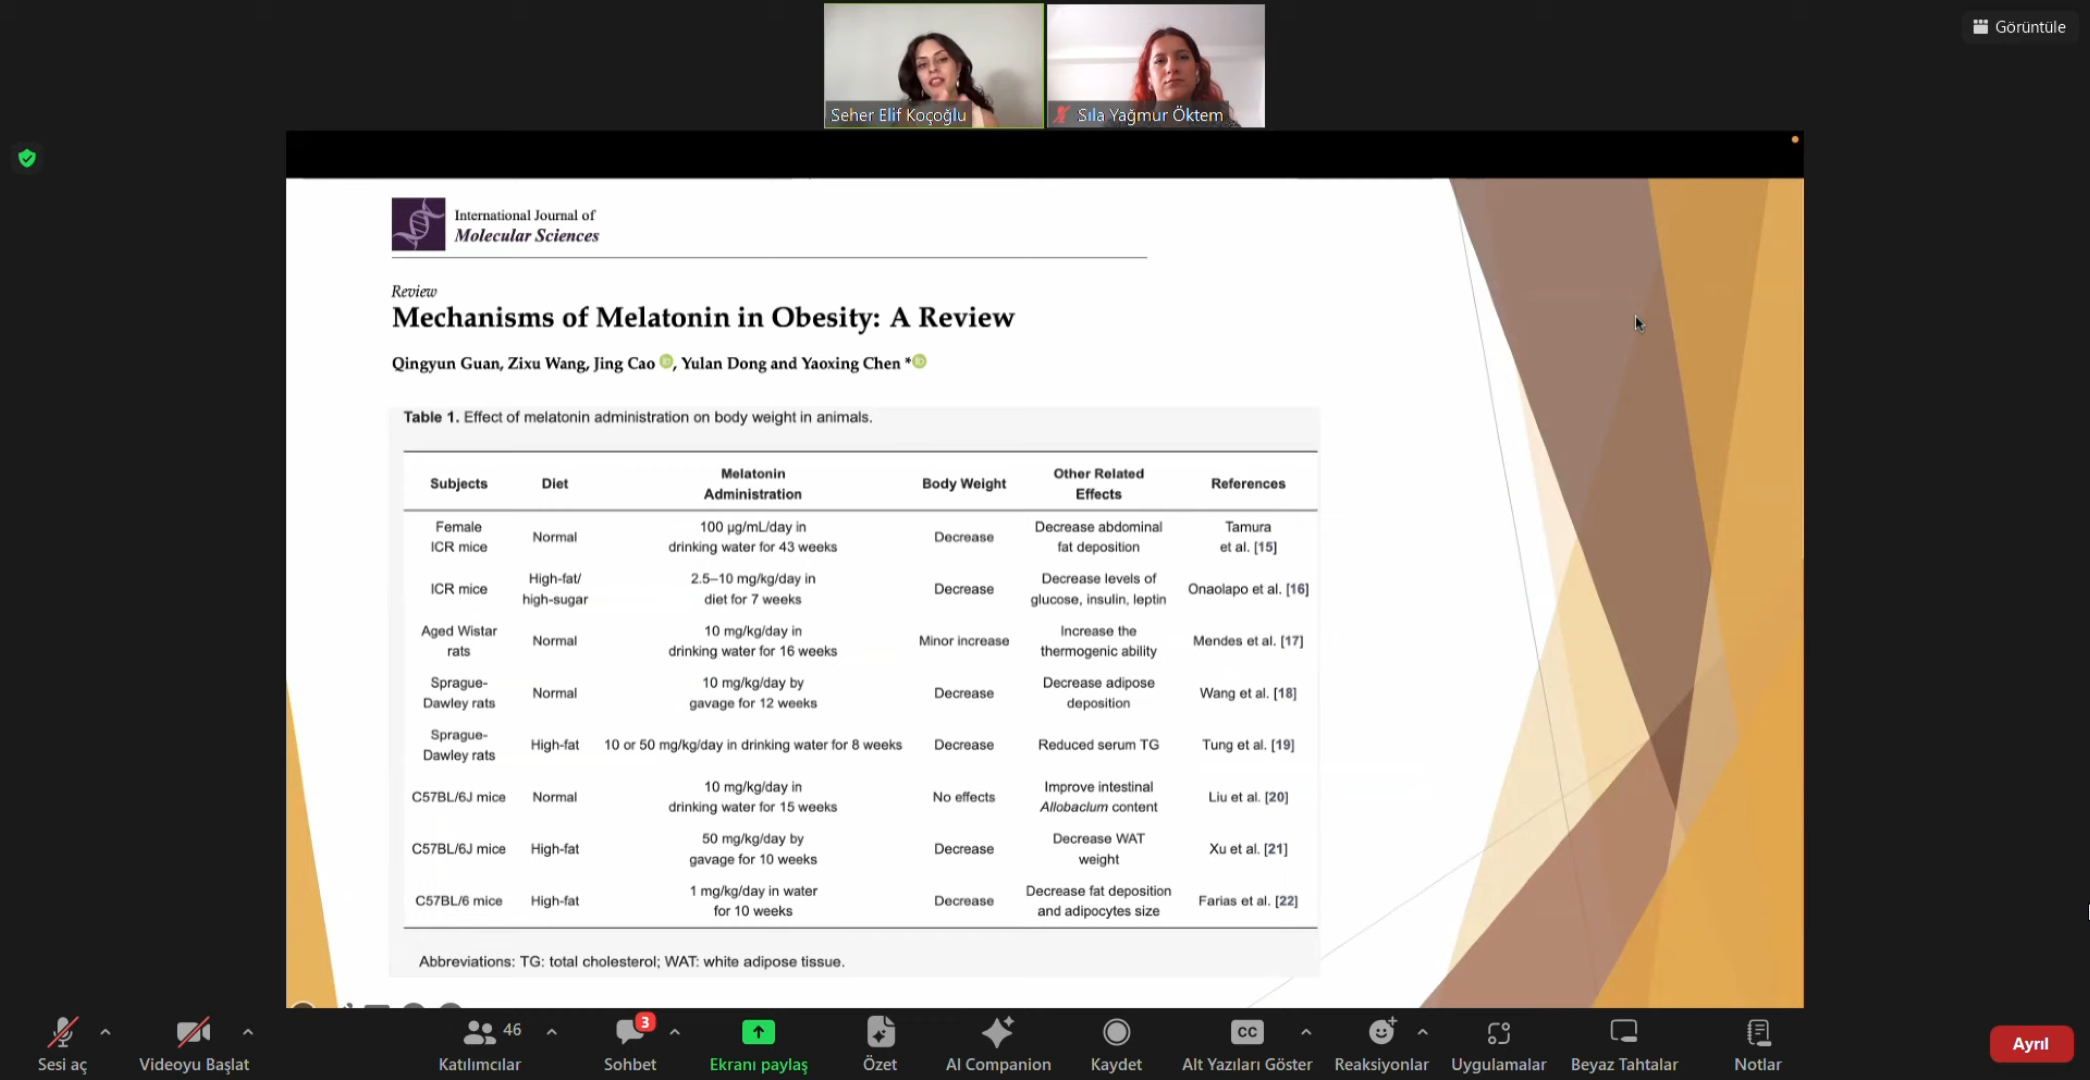 Görüntüle
Seher Elif Koçoğlu
Sıla Yağmur Öktem
International Journal of
Molecular Sciences
Review
Mechanisms of Melatonin in Obesity: A Review
Qingyun Guan, Zixu Wang, Jing Cao, Yulan Dong and Yaoxing Chen *
Table 1. Effect of melatonin administration on body weight in animals.
Subjects Diet Melatonin Administration Body Weight Other Related Effects References
Female ICR mice Normal 100 µg/mL/day in drinking water for 43 weeks Decrease Decrease abdominal fat deposition Tamura et al. [15]
ICR mice High-fat/ high-sugar 2.5–10 mg/kg/day in diet for 7 weeks Decrease Decrease levels of glucose, insulin, leptin Onaolapo et al. [16]
Aged Wistar rats Normal 10 mg/kg/day in drinking water for 16 weeks Minor increase Increase the thermogenic ability Mendes et al. [17]
Sprague-Dawley rats Normal 10 mg/kg/day by gavage for 12 weeks Decrease Decrease adipose deposition Wang et al. [18]
Sprague-Dawley rats High-fat 10 or 50 mg/kg/day in drinking water for 8 weeks Decrease Reduced serum TG Tung et al. [19]
C57BL/6J mice Normal 10 mg/kg/day in drinking water for 15 weeks No effects Improve intestinal Allobaclum content Liu et al. [20]
C57BL/6J mice High-fat 50 mg/kg/day by gavage for 10 weeks Decrease Decrease WAT weight Xu et al. [21]
C57BL/6 mice High-fat 1 mg/kg/day in water for 10 weeks Decrease Decrease fat deposition and adipocytes size Farias et al. [22]
Abbreviations: TG: total cholesterol; WAT: white adipose tissue.
46
3
CC
Sesi aç
Videoyu Başlat
Katılımcılar
Sohbet
Ekranı paylaş
Özet
AI Companion
Kaydet
Alt Yazıları Göster
Reaksiyonlar
Uygulamalar
Beyaz Tahtalar
Notlar
Ayrıl